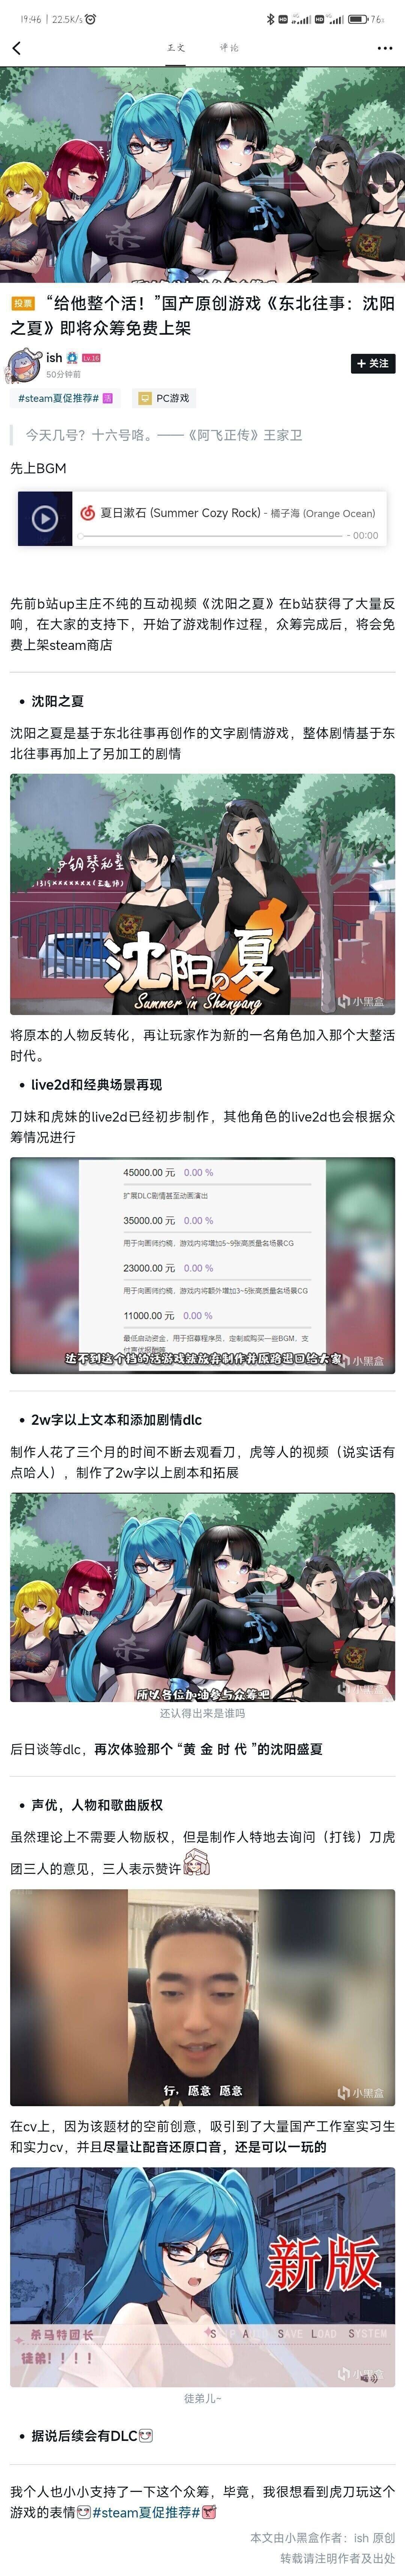 19:46 | 22.5K/s
76
正文 评论
杀
投票 “给他整个活！”国产原创游戏《东北往事：沈阳之夏》即将众筹免费上架
ish Lv.16
50分钟前
+ 关注
#steam夏促推荐# PC游戏
今天几号？十六号咯。——《阿飞正传》王家卫
先上BGM
夏日漱石 (Summer Cozy Rock) - 橘子海 (Orange Ocean)
- 00:00
先前b站up主庄不纯的互动视频《沈阳之夏》在b站获得了大量反
响，在大家的支持下，开始了游戏制作过程，众筹完成后，将会免
费上架steam商店
• 沈阳之夏
沈阳之夏是基于东北往事再创作的文字剧情游戏，整体剧情基于东
北往事再加上了另加工的剧情
沈阳の夏
Summer in Shenyang
小黑盒
将原本的人物反转化，再让玩家作为新的一名角色加入那个大整活
时代。
• live2d和经典场景再现
刀妹和虎妹的live2d已经初步制作，其他角色的live2d也会根据众
筹情况进行
45000.00 元 0.00 %
扩展DLC剧情甚至动画演出
35000.00 元 0.00 %
用于向画师约稿，游戏内将增加5~9张高质量名场景CG
23000.00 元 0.00 %
用于向画师约稿，游戏内将额外增加3~5张高质量名场景CG
11000.00 元 0.00 %
最低启动资金，用于招募程序员，定制或购买一些BGM，支
小黑盒
• 2w字以上文本和添加剧情dlc
制作人花了三个月的时间不断去观看刀，虎等人的视频（说实话有
点哈人），制作了2w字以上剧本和拓展
杀
所以各位加油参与众筹吧
小黑盒
还认得出来是谁吗
后日谈等dlc，再次体验那个 “黄 金 时 代 ”的沈阳盛夏
• 声优，人物和歌曲版权
虽然理论上不需要人物版权，但是制作人特地去询问（打钱）刀虎
团三人的意见，三人表示赞许
行，愿意 愿意
小黑盒
在cv上，因为该题材的空前创意，吸引到了大量国产工作室实习生
和实力cv，并且尽量让配音还原口音，还是可以一玩的
新版
杀马特团长
SAVE LOAD SYSTEM
徒弟！！！！
小黑盒
徒弟儿~
• 据说后续会有DLC
我个人也小小支持了一下这个众筹，毕竟，我很想看到虎刀玩这个
游戏的表情#steam夏促推荐#
本文由小黑盒作者：ish 原创
转载请注明作者及出处